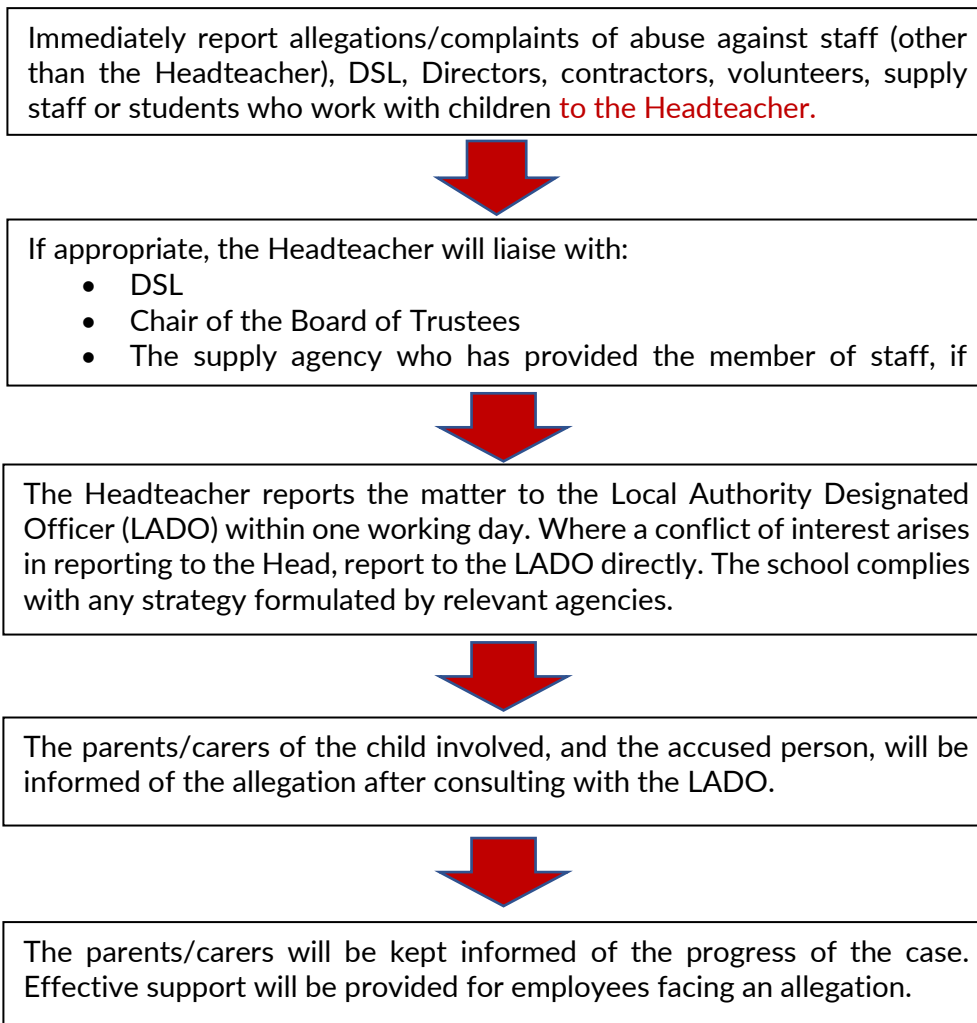 Immediately report allegations/complaints of abuse against staff (other
than the Headteacher), DSL, Directors, contractors, volunteers, supply
staff or students who work with children to the Headteacher.
If appropriate, the Headteacher will liaise with:
• DSL
• Chair of the Board of Trustees
• The supply agency who has provided the member of staff, if
The Headteacher reports the matter to the Local Authority Designated
Officer (LADO) within one working day. Where a conflict of interest arises
in reporting to the Head, report to the LADO directly. The school complies
with any strategy formulated by relevant agencies.
The parents/carers of the child involved, and the accused person, will be
informed of the allegation after consulting with the LADO.
The parents/carers will be kept informed of the progress of the case.
Effective support will be provided for employees facing an allegation.